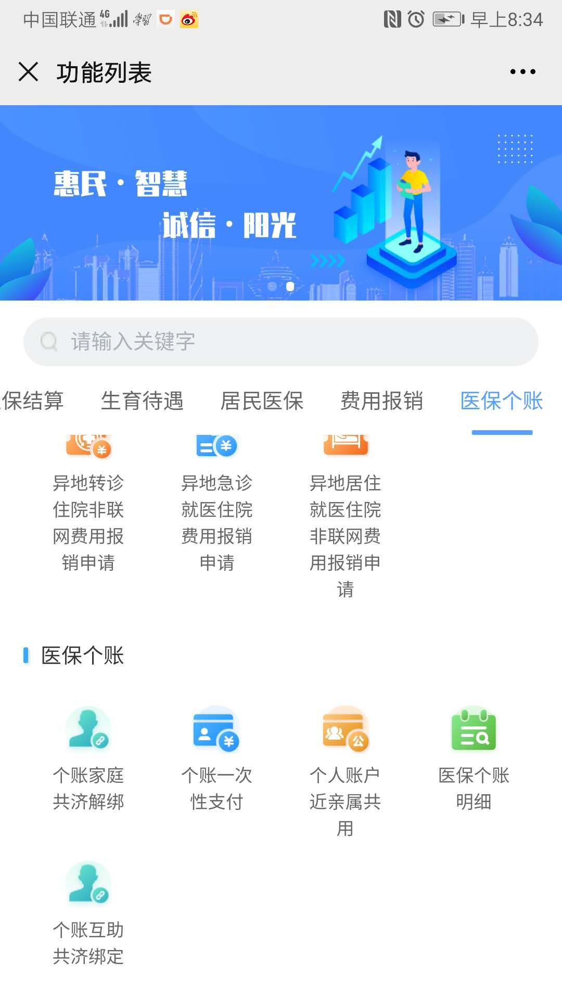 中国联通 4G 学習 早上8:34
功能列表
惠民·智慧
诚信·阳光
请输入关键字
保结算 生育待遇 居民医保 费用报销 医保个账
异地转诊
住院非联
网费用报
销申请
异地急诊
就医住院
费用报销
申请
异地居住
就医住院
非联网费
用报销申
请
医保个账
个账家庭
共济解绑
个账一次
性支付
公
个人账户
近亲属共
用
医保个账
明细
个账互助
共济绑定